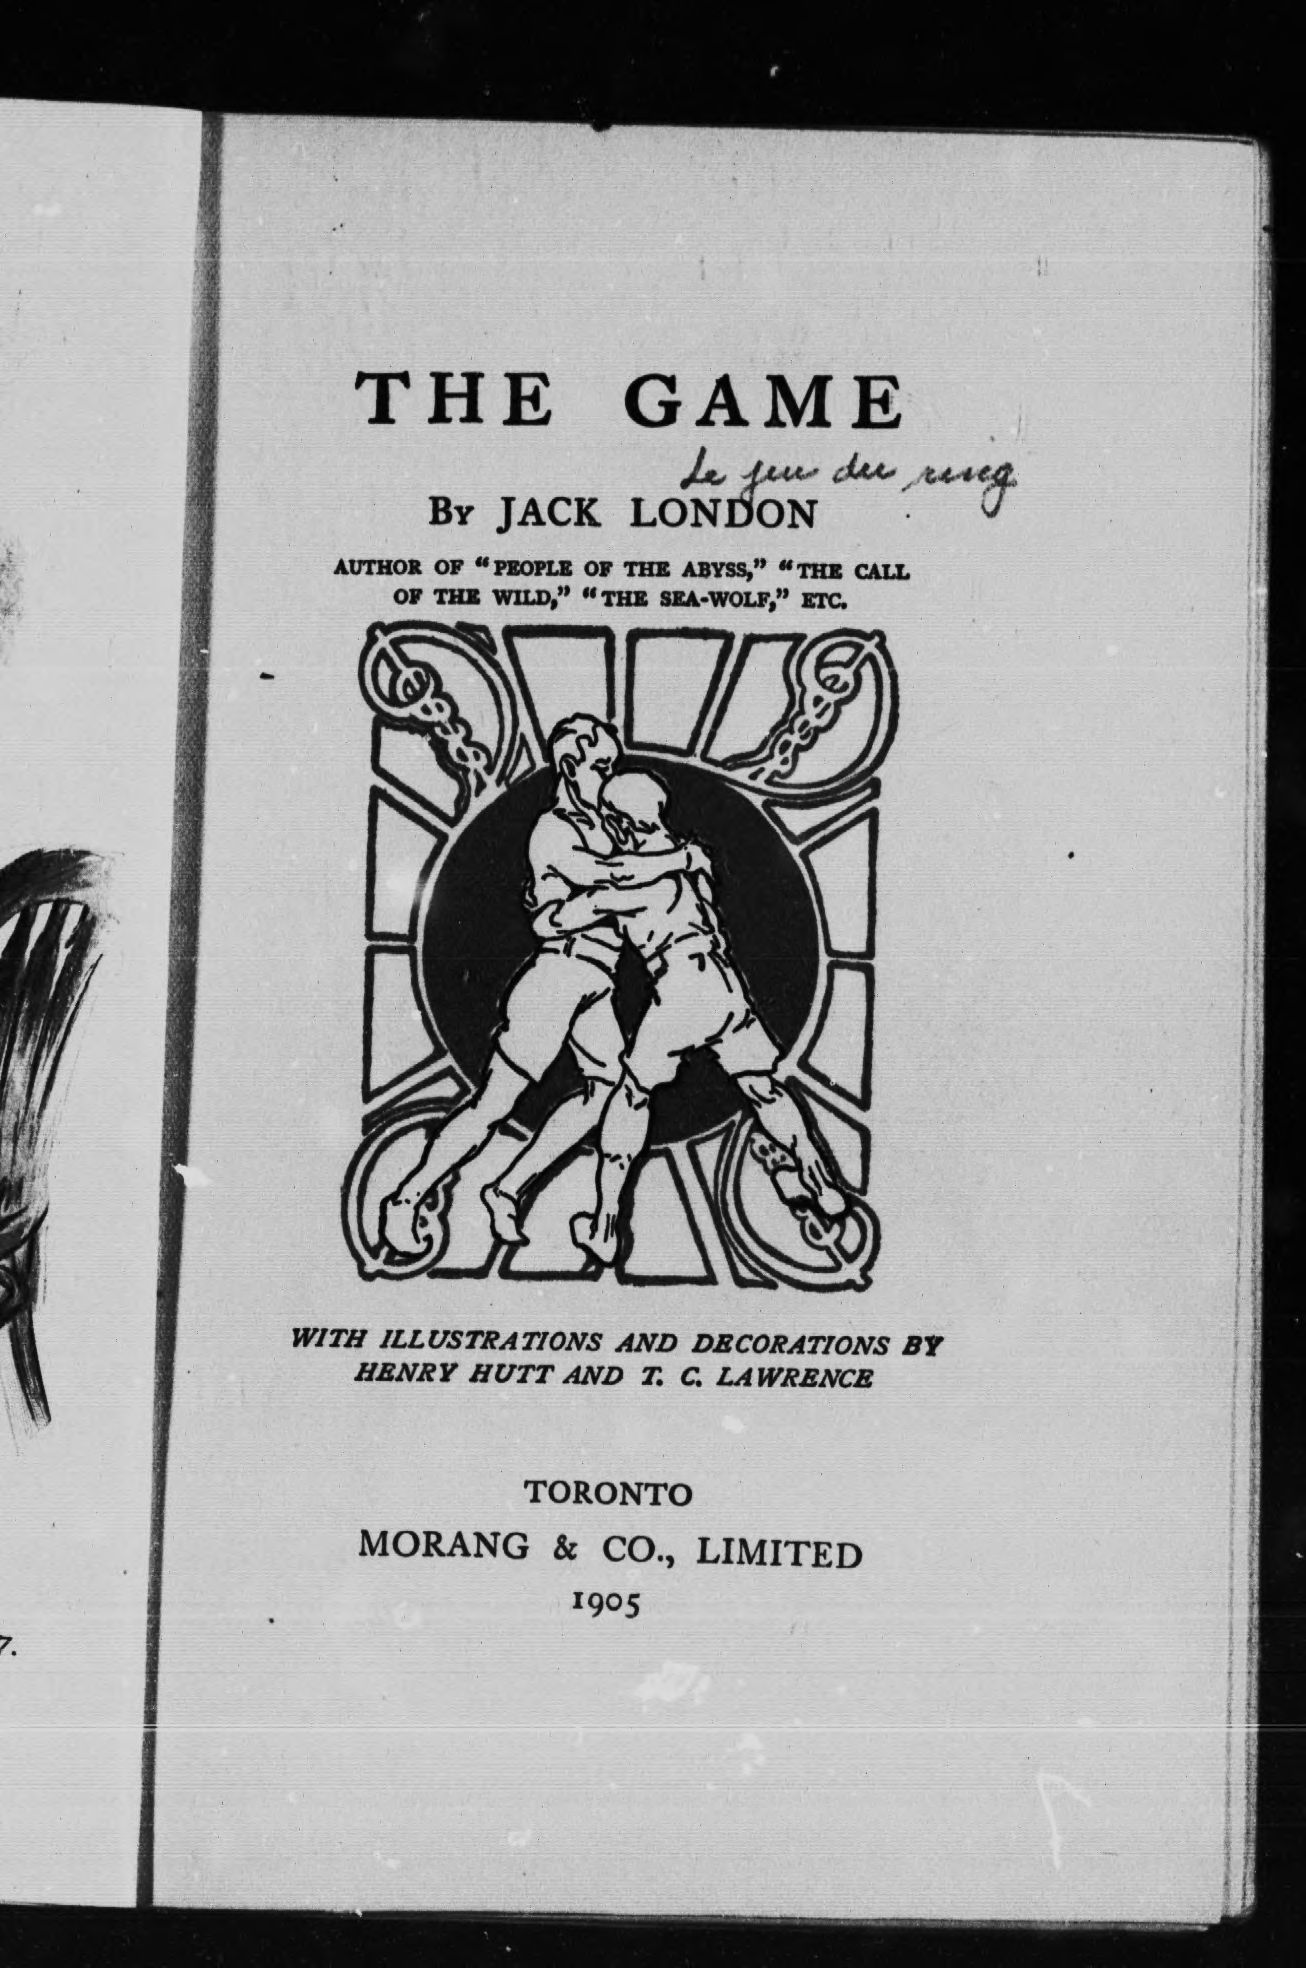 7.
THE GAME
Le jeu du ring
BY JACK LONDON
AUTHOR OF “PEOPLE OF THE ABYSS,” “THE CALL
OF THE WILD,” “THE SEA-WOLF,” ETC.
WITH ILLUSTRATIONS AND DECORATIONS BY
HENRY HUTT AND T. C. LAWRENCE
TORONTO
MORANG & CO., LIMITED
1905